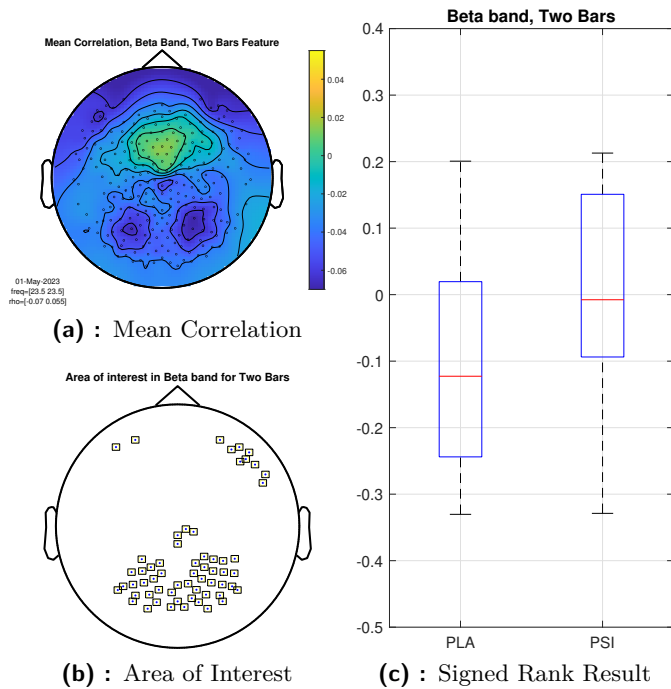 Mean Correlation, Beta Band, Two Bars Feature
0.04
0.02
0
-0.02
-0.04
-0.06
01-May-2023
freq=[23.5 23.5]
rho=[-0.07 0.055]
(a) : Mean Correlation
Area of interest in Beta band for Two Bars
(b) : Area of Interest
Beta band, Two Bars
0.4
0.3
0.2
0.1
0
-0.1
-0.2
-0.3
-0.4
-0.5
PLA PSI
(c) : Signed Rank Result